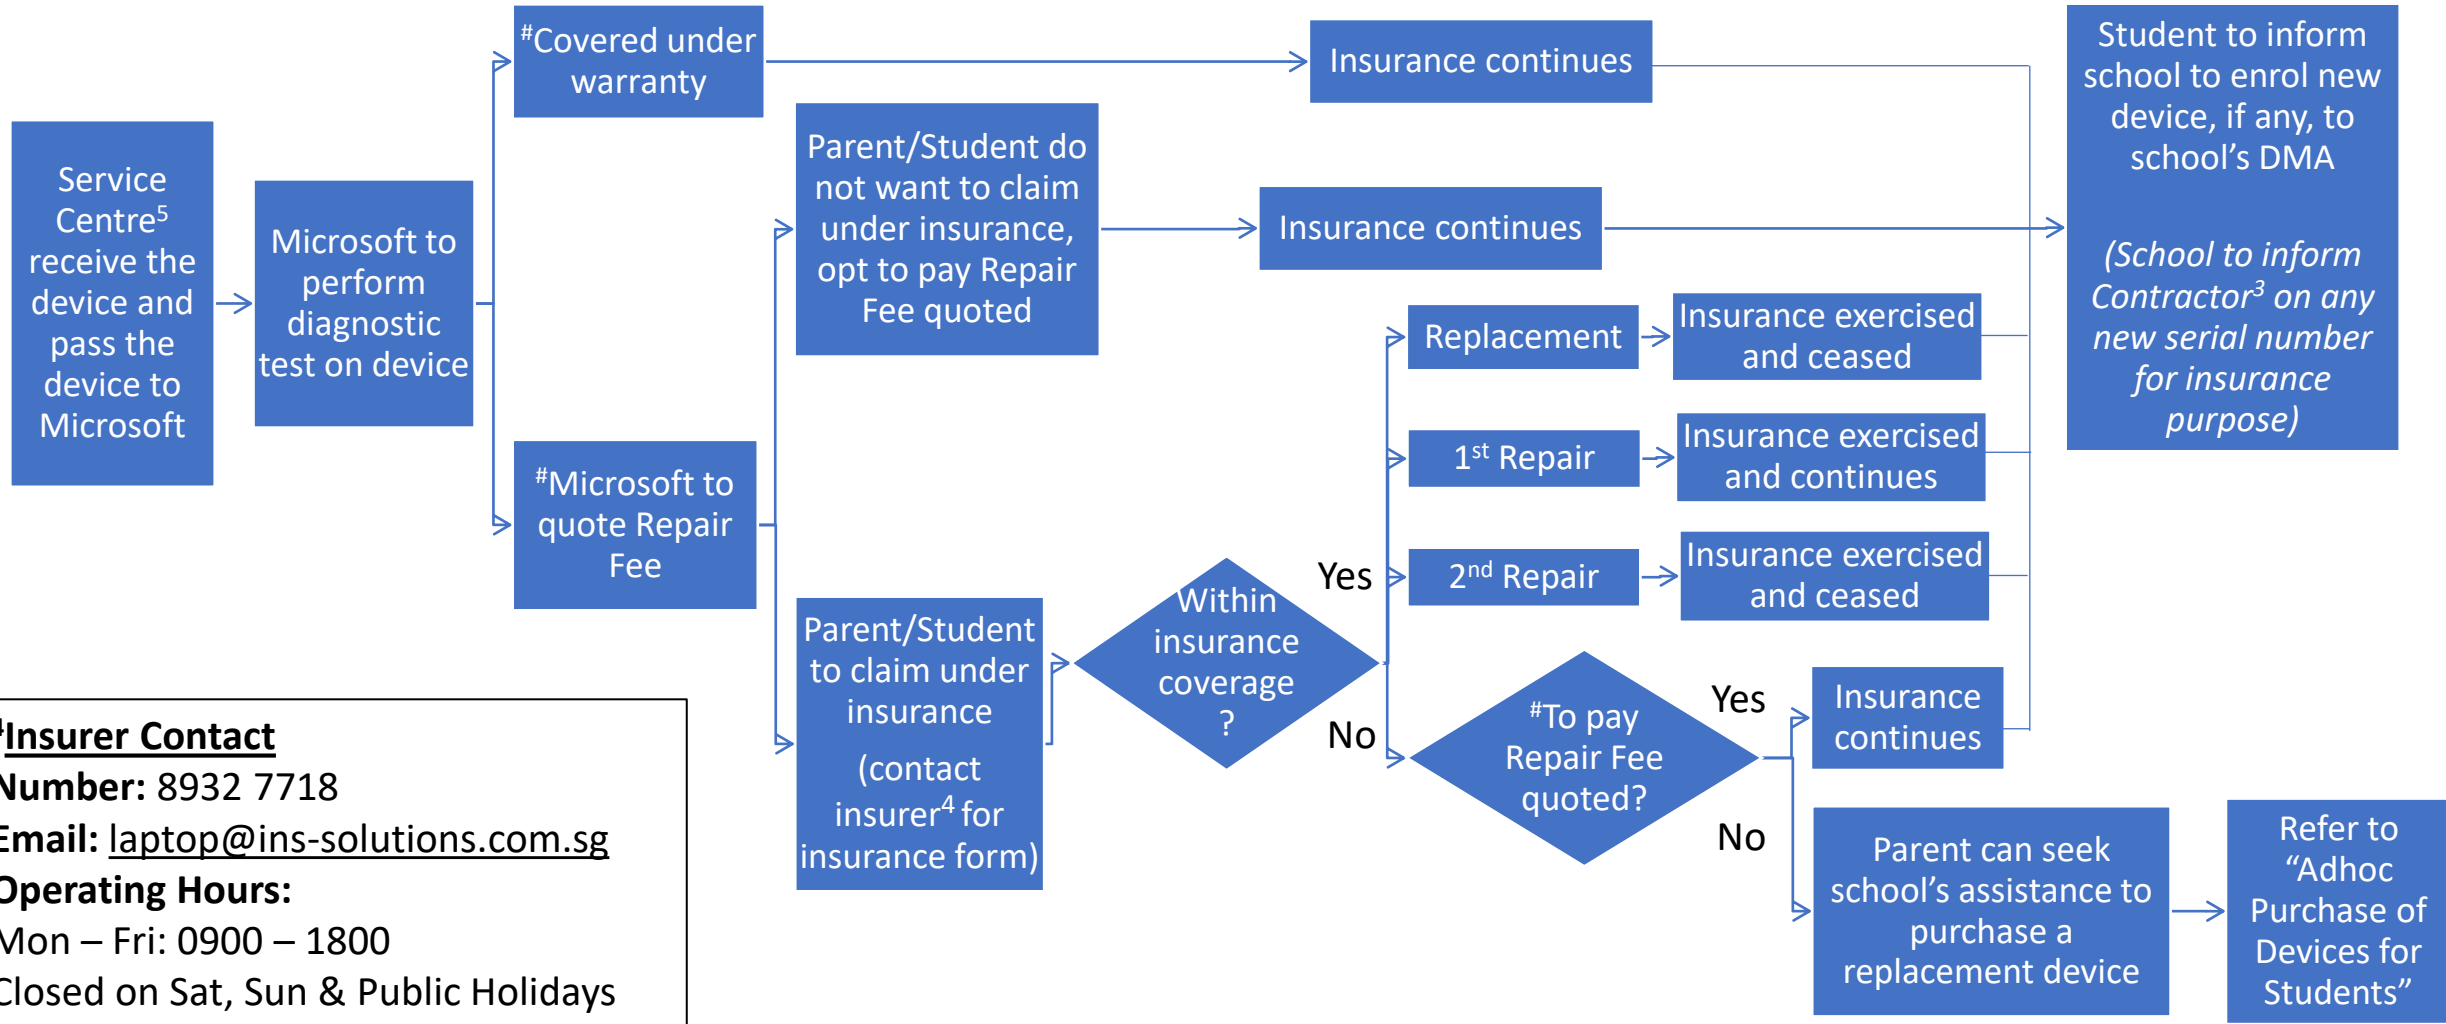 Service
Centre⁵
receive the
device and
pass the
device to
Microsoft
Microsoft to
perform
diagnostic
test on device
#Covered under
warranty
Insurance continues
#Microsoft to
quote Repair
Fee
Parent/Student do
not want to claim
under insurance,
opt to pay Repair
Fee quoted
Insurance continues
Parent/Student
to claim under
insurance
(contact
insurer⁴ for
insurance form)
Within
insurance
coverage
?
Yes
No
Replacement
Insurance exercised
and ceased
1st Repair
Insurance exercised
and continues
2nd Repair
Insurance exercised
and ceased
#To pay
Repair Fee
quoted?
Yes
No
Insurance
continues
Parent can seek
school’s assistance to
purchase a
replacement device
Refer to
“Adhoc
Purchase of
Devices for
Students”
Student to inform
school to enrol new
device, if any, to
school’s DMA
(School to inform
Contractor³ on any
new serial number
for insurance
purpose)
#Insurer Contact
Number: 8932 7718
Email: laptop@ins-solutions.com.sg
Operating Hours:
Mon – Fri: 0900 – 1800
Closed on Sat, Sun & Public Holidays